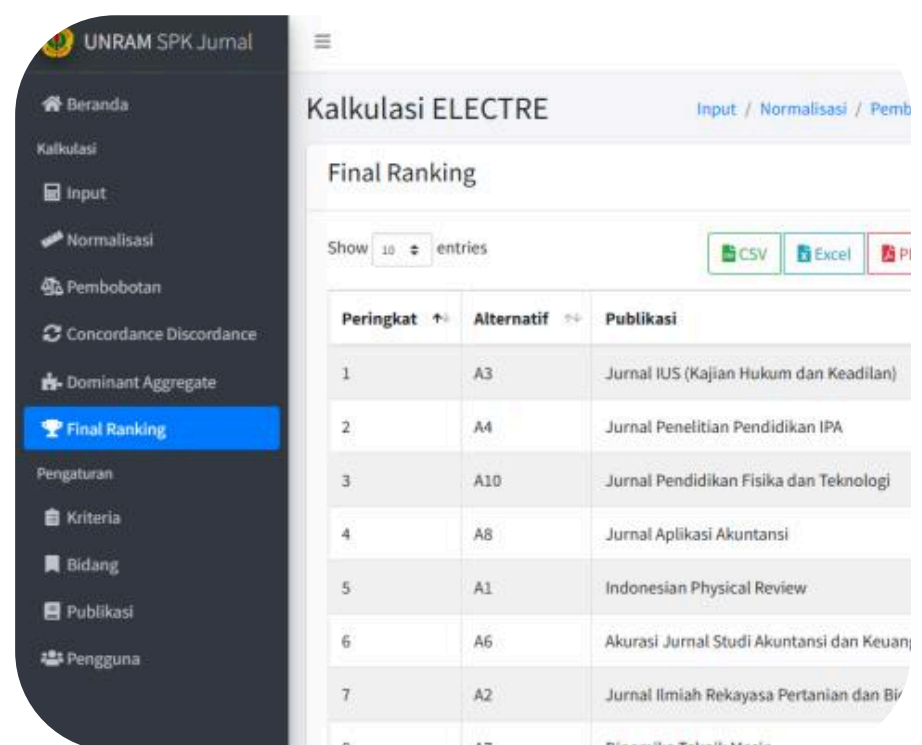 UNRAM SPK Jurnal
Beranda
Kalkulasi
Input
Normalisasi
Pembobotan
Concordance Discordance
Dominant Aggregate
Final Ranking
Pengaturan
Kriteria
Bidang
Publikasi
Pengguna
Kalkulasi ELECTRE Input / Normalisasi /
Final Ranking
Show 10 entries CSV Excel
Peringkat Alternatif Publikasi
1 A3 Jurnal IUS (Kajian Hukum dan Keadilan)
2 A4 Jurnal Penelitian Pendidikan IPA
3 A10 Jurnal Pendidikan Fisika dan Teknologi
4 A8 Jurnal Aplikasi Akuntansi
5 A1 Indonesian Physical Review
6 A6 Akurasi Jurnal Studi Akuntansi dan
7 A2 Jurnal Ilmiah Rekayasa Pertanian dan